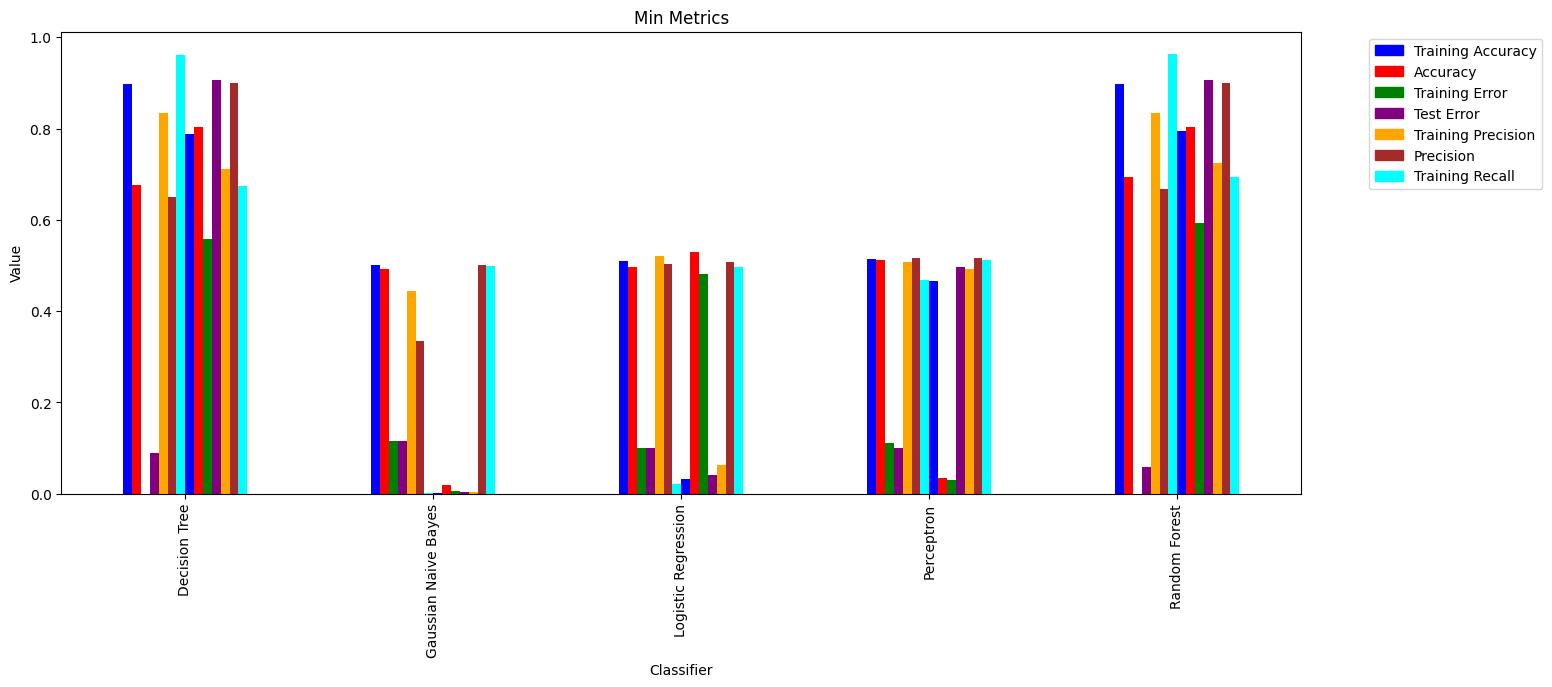 Min Metrics
Value
1.0
0.8
0.6
0.4
0.2
0.0
Decision Tree
Gaussian Naive Bayes
Logistic Regression
Perceptron
Random Forest
Classifier
Training Accuracy
Accuracy
Training Error
Test Error
Training Precision
Precision
Training Recall